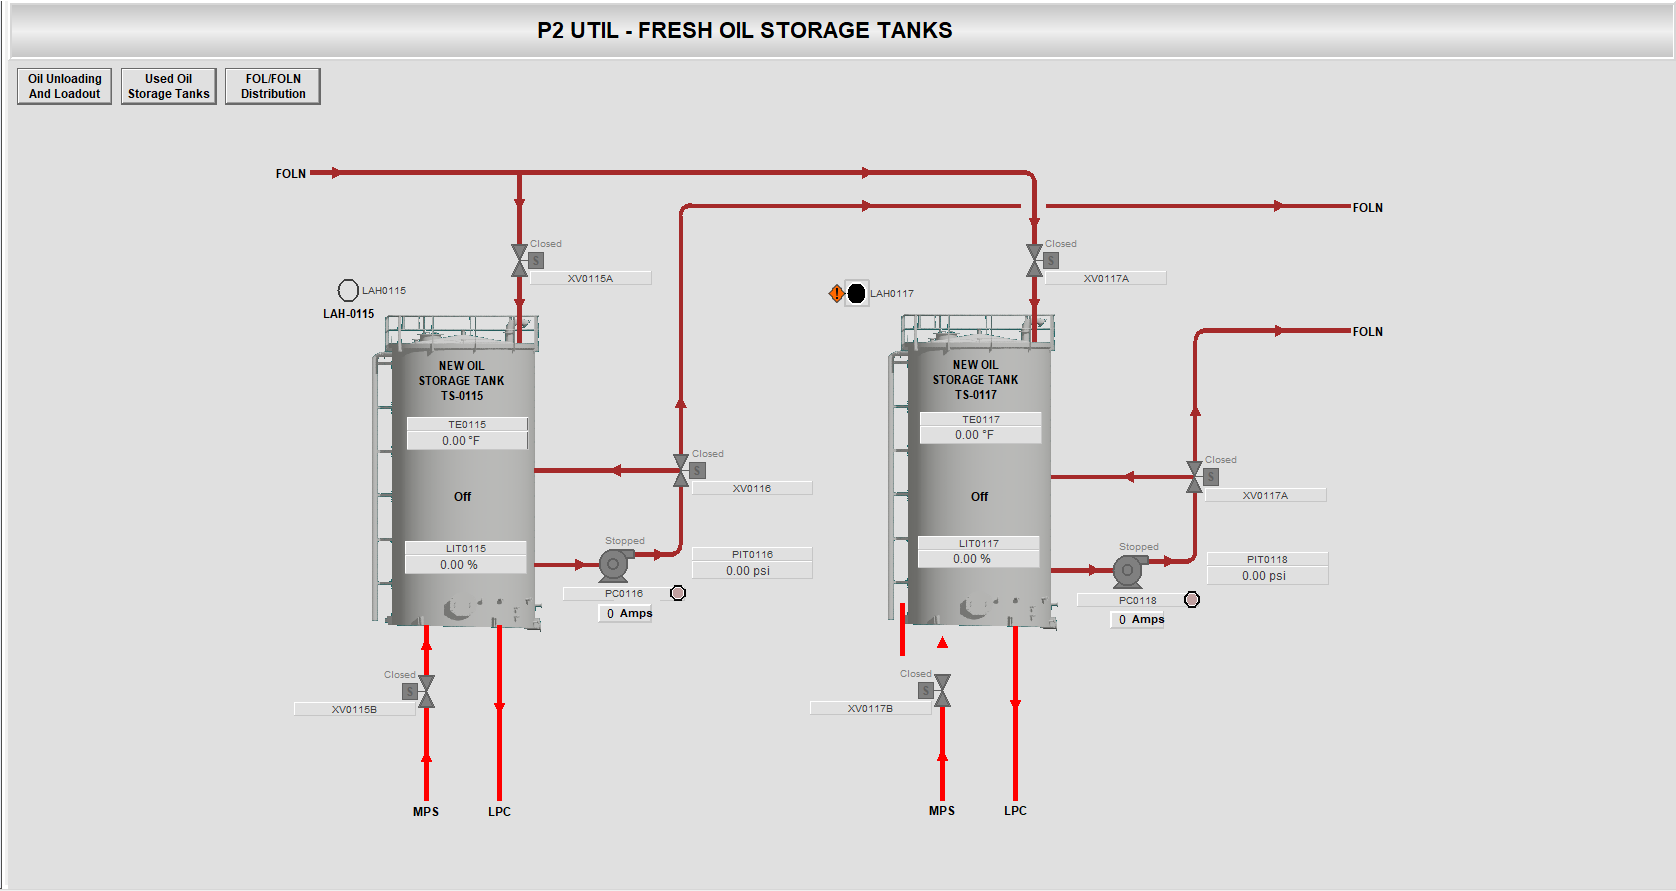 P2 UTIL - FRESH OIL STORAGE TANKS
Oil Unloading
And Loadout
Used Oil
Storage Tanks
FOL/FOLN
Distribution
FOLN
FOLN
Closed
S
XV0115A
Closed
S
XV0117A
LAH0115
LAH-0115
!
LAH0117
FOLN
NEW OIL
STORAGE TANK
TS-0115
TE0115
0.00 °F
Off
LIT0115
0.00 %
NEW OIL
STORAGE TANK
TS-0117
TE0117
0.00 °F
Off
LIT0117
0.00 %
Closed
S
XV0116
Closed
S
XV0117A
Stopped
PC0116
0 Amps
PIT0116
0.00 psi
Stopped
PC0118
0 Amps
PIT0118
0.00 psi
Closed
S
XV0115B
Closed
S
XV0117B
MPS
LPC
MPS
LPC